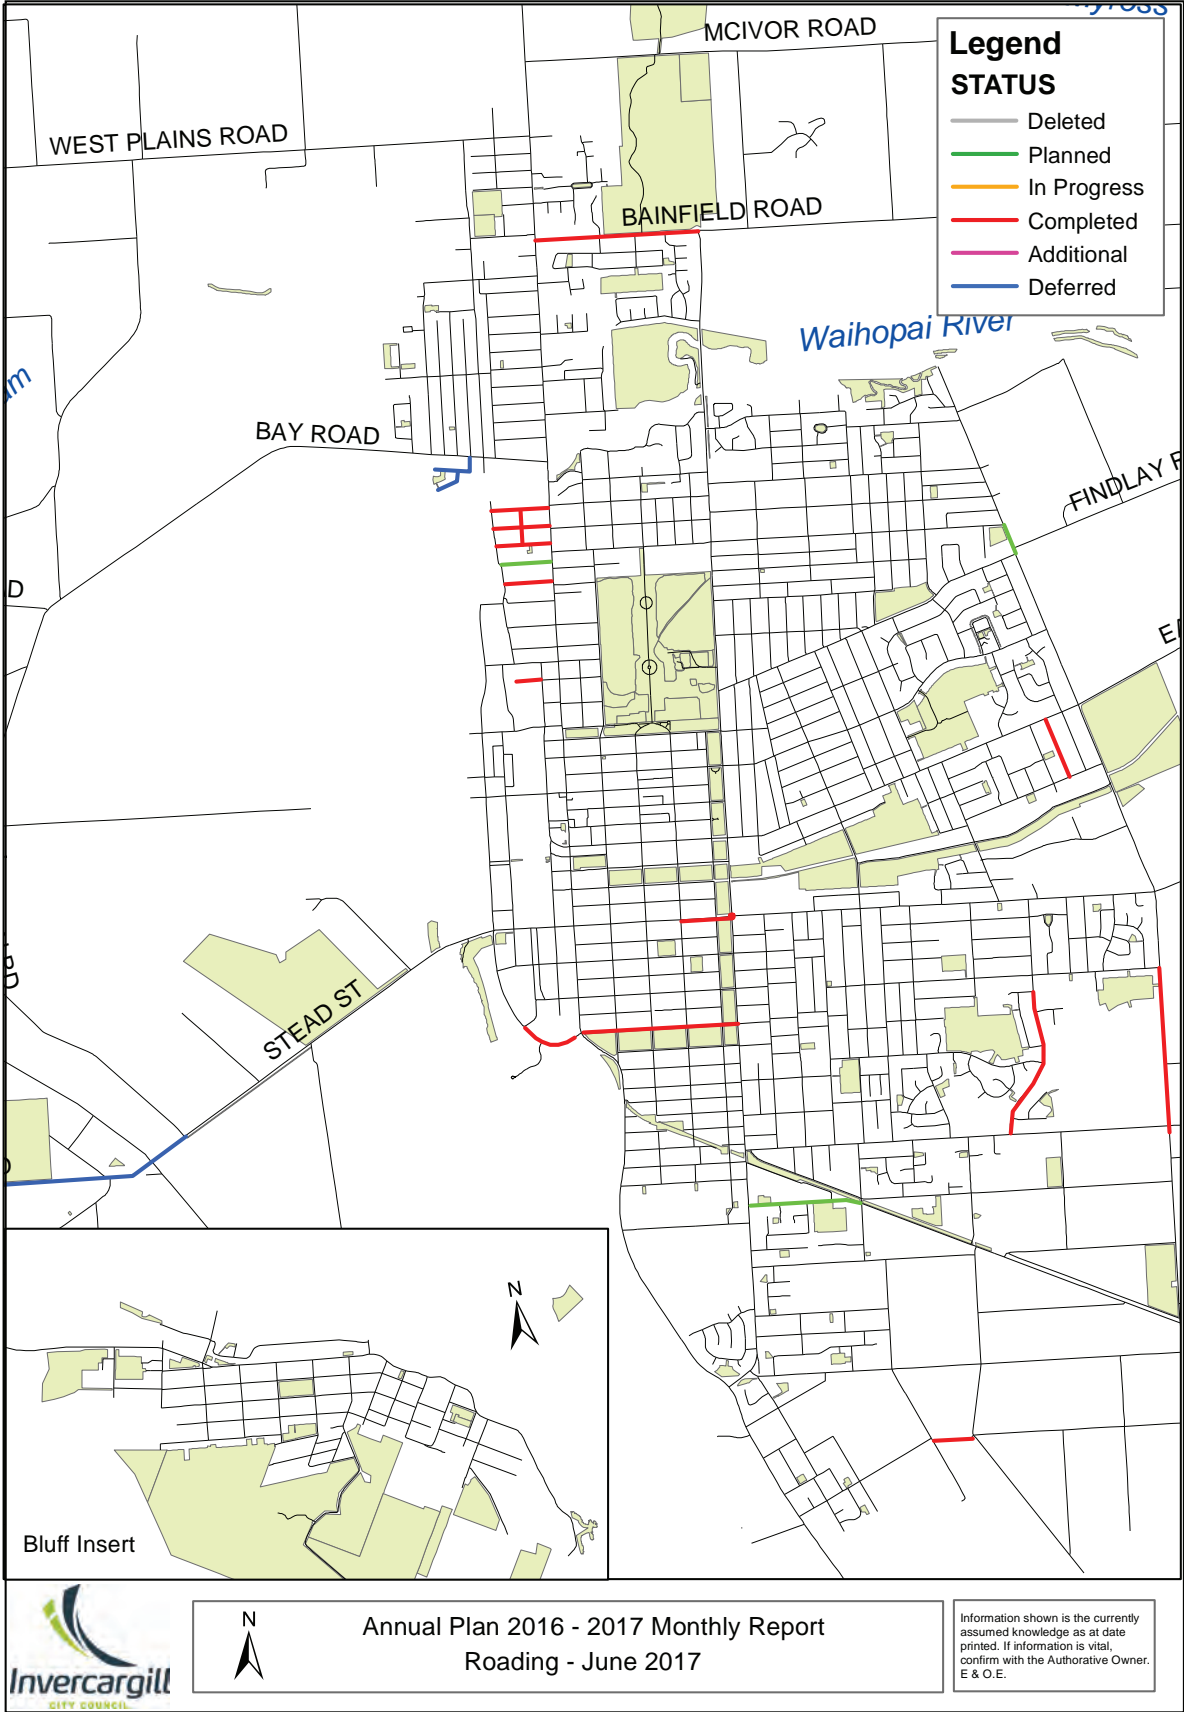 MCIVOR ROAD
Legend
STATUS
Deleted
Planned
In Progress
Completed
Additional
Deferred
WEST PLAINS ROAD
BAINFIELD ROAD
Waihopai River
BAY ROAD
FINDLAY
STEAD ST
N
Bluff Insert
Invercargill
CITY COUNCIL
N
Annual Plan 2016 - 2017 Monthly Report
Roading - June 2017
Information shown is the currently
assumed knowledge as at date
printed. If information is vital,
confirm with the Authorative Owner.
E & O.E.